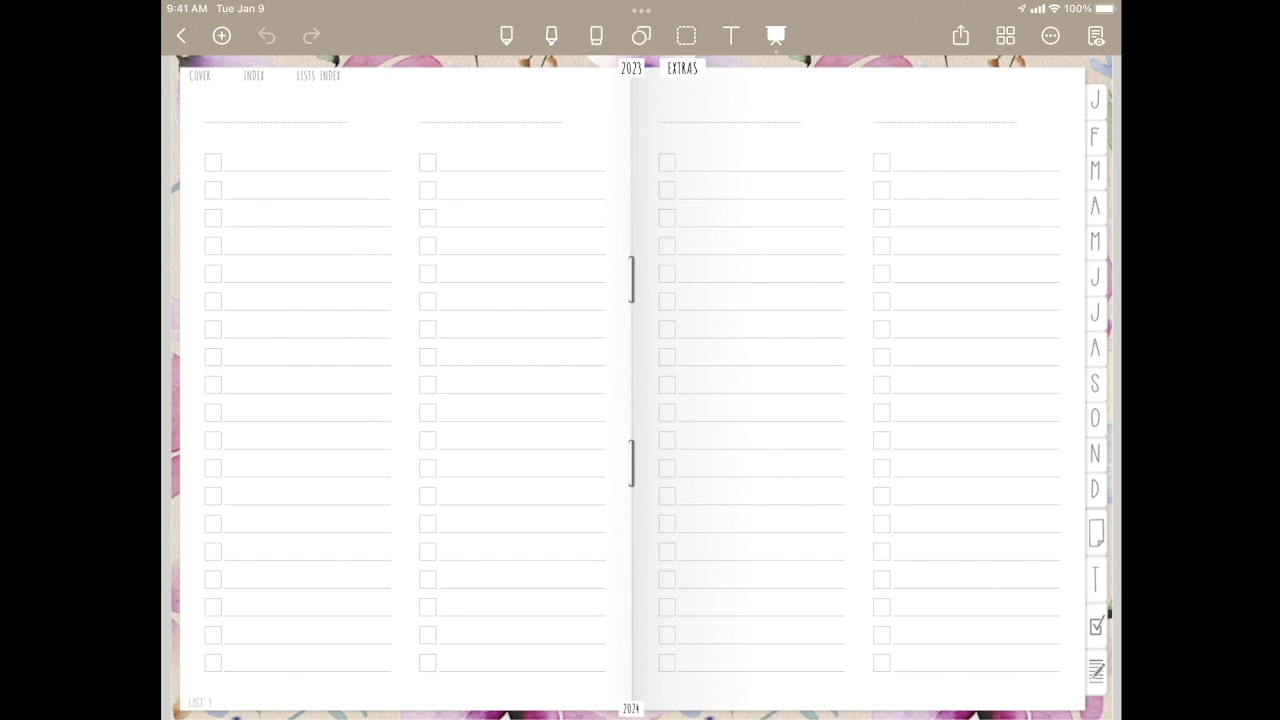 9:41 AM Tue Jan 9
100%
T
COVER INDEX LISTS INDEX
2023
EXTRAS
J
F
M
A
M
J
J
A
S
O
N
D
T
LIST 1
2024